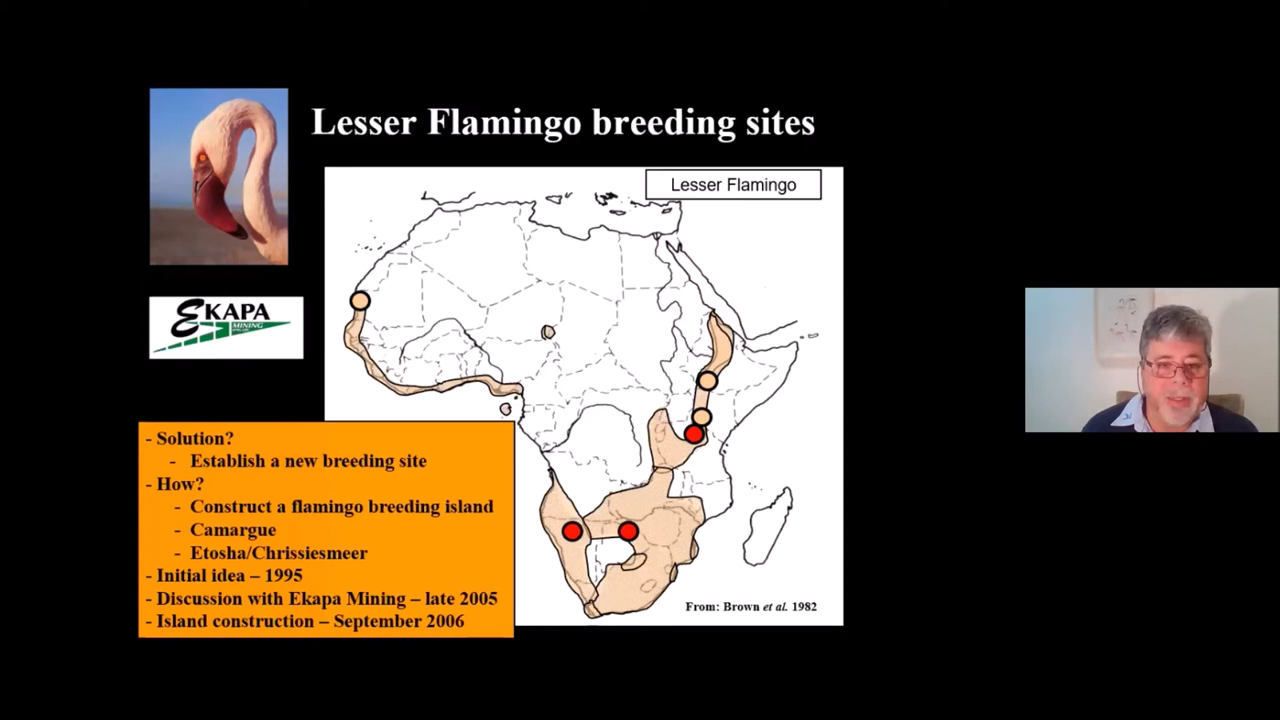 Lesser Flamingo breeding sites
Lesser Flamingo
EKAPA
MINING
- Solution?
- Establish a new breeding site
- How?
- Construct a flamingo breeding island
- Camargue
- Etosha/Chrissiesmeer
- Initial idea – 1995
- Discussion with Ekapa Mining – late 2005
- Island construction – September 2006
From: Brown et al. 1982